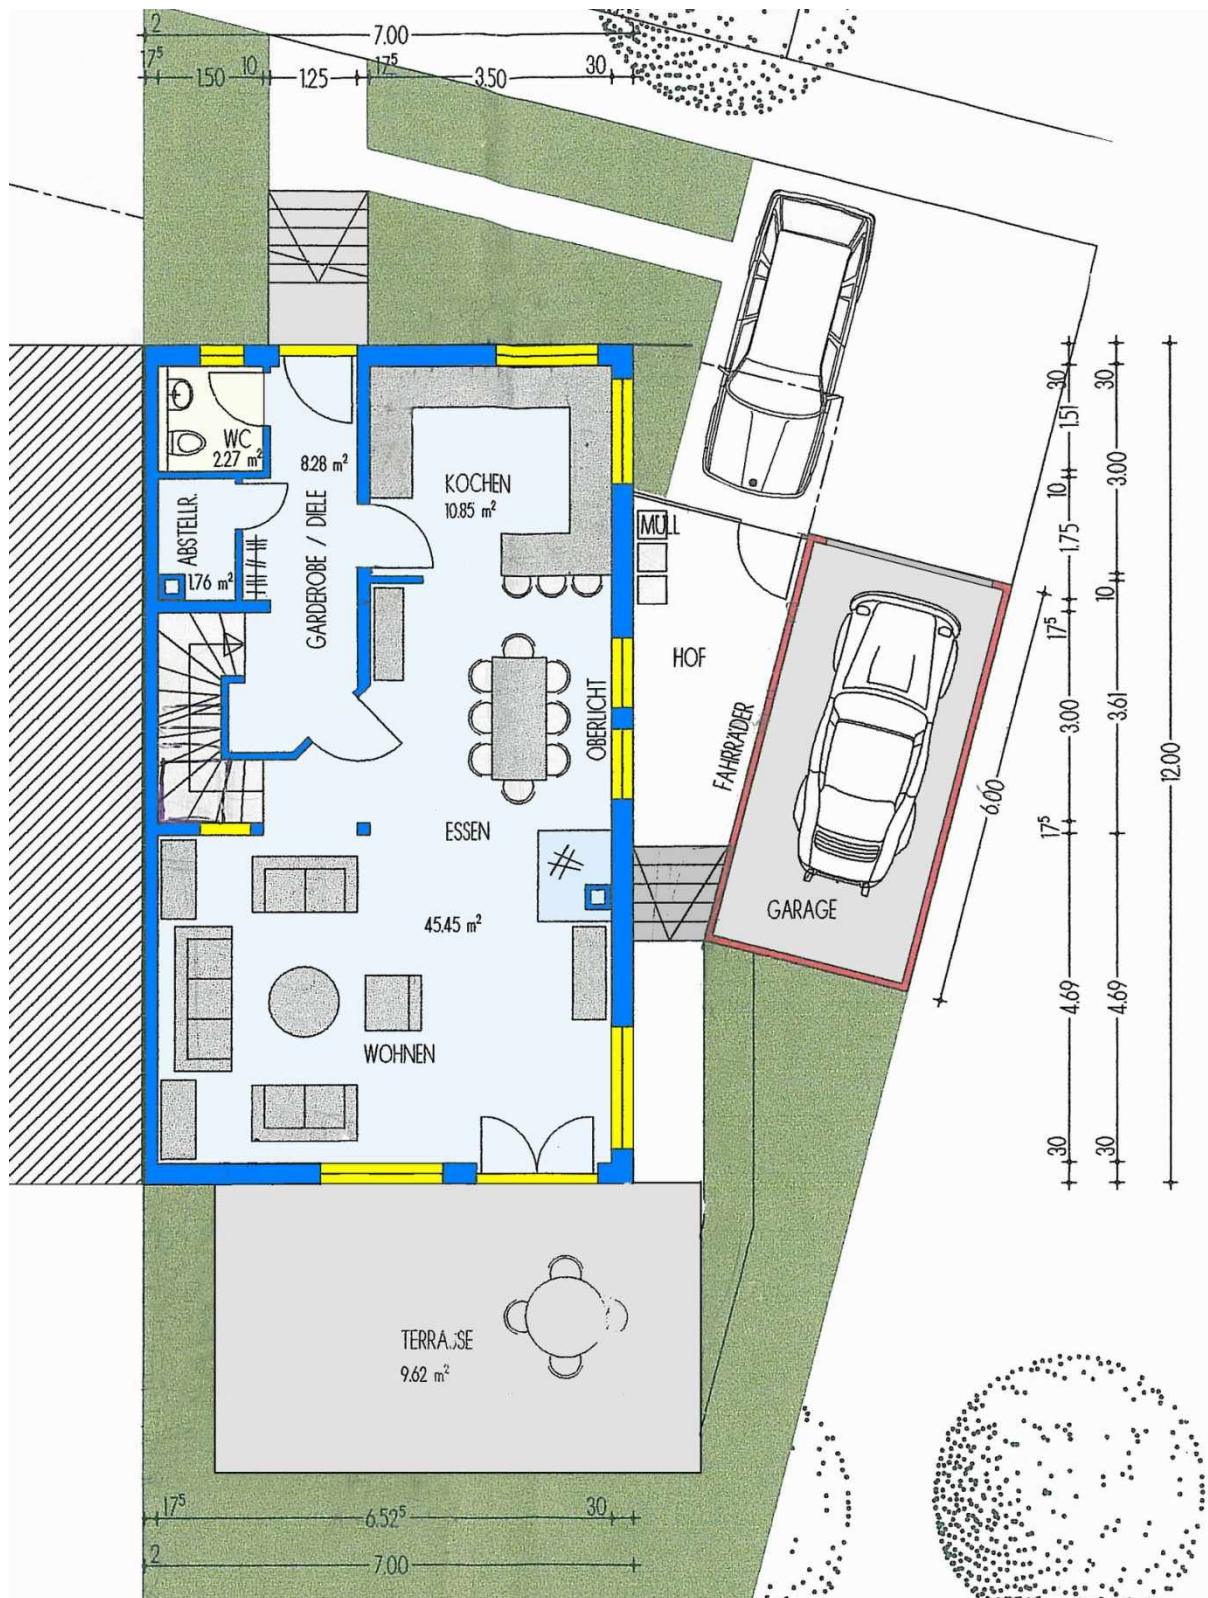 2
7.00
17⁵
1.50
10
1.25
17⁵
3.50
30
WC
2.27 m²
8.28 m²
KOCHEN
10.85 m²
ABSTELLR.
1.76 m²
GARDEROBE / DIELE
MÜLL
HOF
OBERLICHT
FAHRRÄDER
ESSEN
45.45 m²
GARAGE
WOHNEN
6.00
30
1.51
10
1.75
17⁵
3.00
17⁵
4.69
30
30
3.00
10
3.61
4.69
30
12.00
TERRASSE
9.62 m²
17⁵
6.52⁵
30
2
7.00